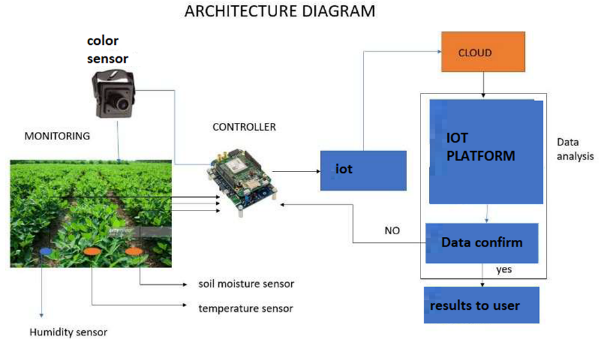 ARCHITECTURE DIAGRAM
color
sensor
CLOUD
MONITORING
CONTROLLER
IOT
PLATFORM
Data
analysis
iot
NO
Data confirm
yes
soil moisture sensor
temperature sensor
results to user
Humidity sensor